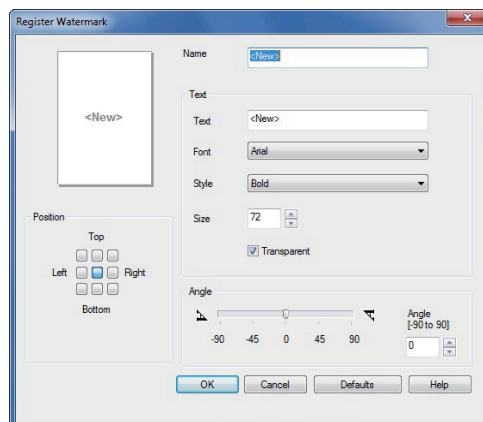 Register Watermark
x
Name
<New>
<New>
Text
Text
<New>
Font
Arial
Style
Bold
Size
72
Transparent
Position
Top
Left
Right
Bottom
Angle
A
A
-90 -45 0 45 90
Angle
[-90 to 90]
0
OK Cancel Defaults Help